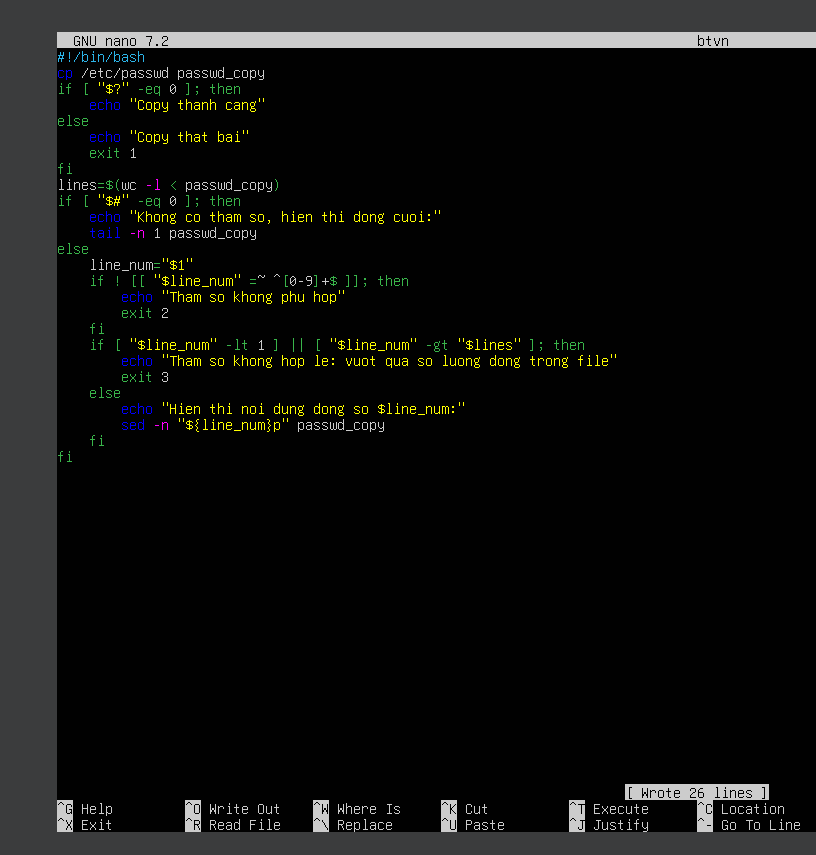 GNU nano 7.2 btvn
#!/bin/bash
cp /etc/passwd passwd_copy
if [ "$?" -eq 0 ]; then
    echo "Copy thanh cang"
else
    echo "Copy that bai"
    exit 1
fi
lines=$(wc -l < passwd_copy)
if [ "$#" -eq 0 ]; then
    echo "Khong co tham so, hien thi dong cuoi:"
    tail -n 1 passwd_copy
else
    line_num="$1"
    if ! [[ "$line_num" =~ ^[0-9]+$ ]]; then
        echo "Tham so khong phu hop"
        exit 2
    fi
    if [ "$line_num" -lt 1 ] || [ "$line_num" -gt "$lines" ]; then
        echo "Tham so khong hop le: vuot qua so luong dong trong file"
        exit 3
    else
        echo "Hien thi noi dung dong so $line_num:"
        sed -n "${line_num}p" passwd_copy
    fi
fi
[ Wrote 26 lines ]
^G Help ^O Write Out ^W Where Is ^K Cut ^T Execute ^C Location
^X Exit ^R Read File ^\ Replace ^U Paste ^J Justify ^- Go To Line